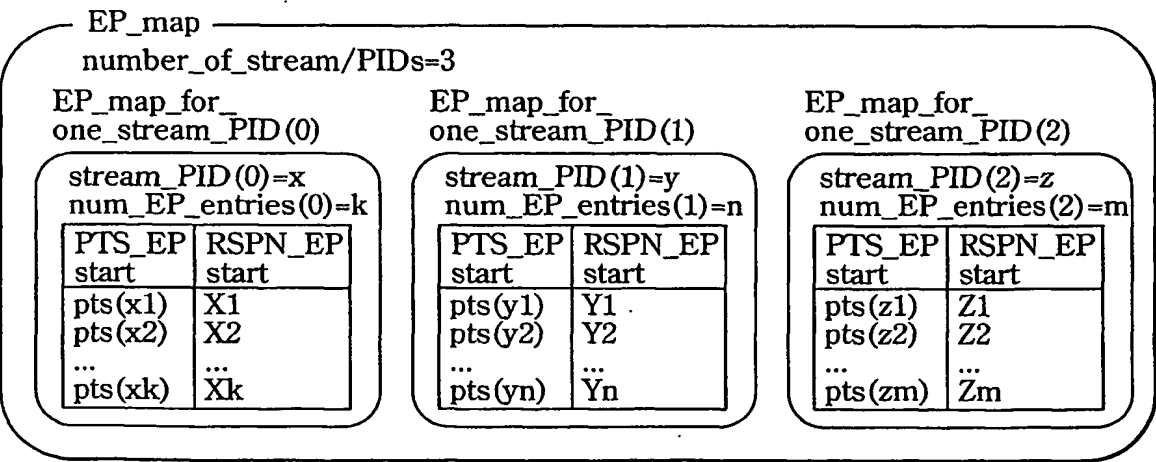 EP_map
number_of_stream/PIDs=3
EP_map_for_
one_stream_PID(0)
stream_PID(0)=x
num_EP_entries(0)=k
PTS_EP RSPN_EP
start start
pts(x1) X1
pts(x2) X2
... ...
pts(xk) Xk
EP_map_for_
one_stream_PID(1)
stream_PID(1)=y
num_EP_entries(1)=n
PTS_EP RSPN_EP
start start
pts(y1) Y1
pts(y2) Y2
... ...
pts(yn) Yn
EP_map_for_
one_stream_PID(2)
stream_PID(2)=z
num_EP_entries(2)=m
PTS_EP RSPN_EP
start start
pts(z1) Z1
pts(z2) Z2
... ...
pts(zm) Zm